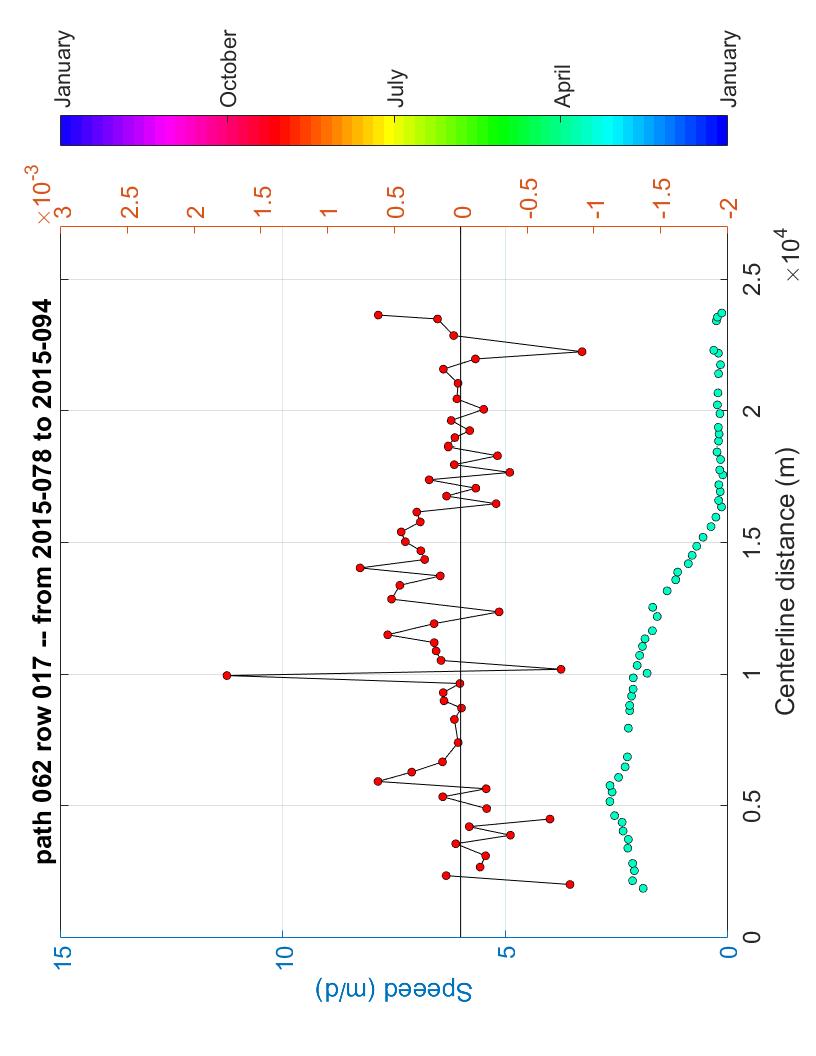 path 062 row 017 -- from 2015-078 to 2015-094
Speeed (m/d)
15
10
5
0
0
0.5
1
1.5
2
2.5
×10^4
Centerline distance (m)
×10^-3
3
2.5
2
1.5
1
0.5
0
-0.5
-1
-1.5
-2
January
October
July
April
January